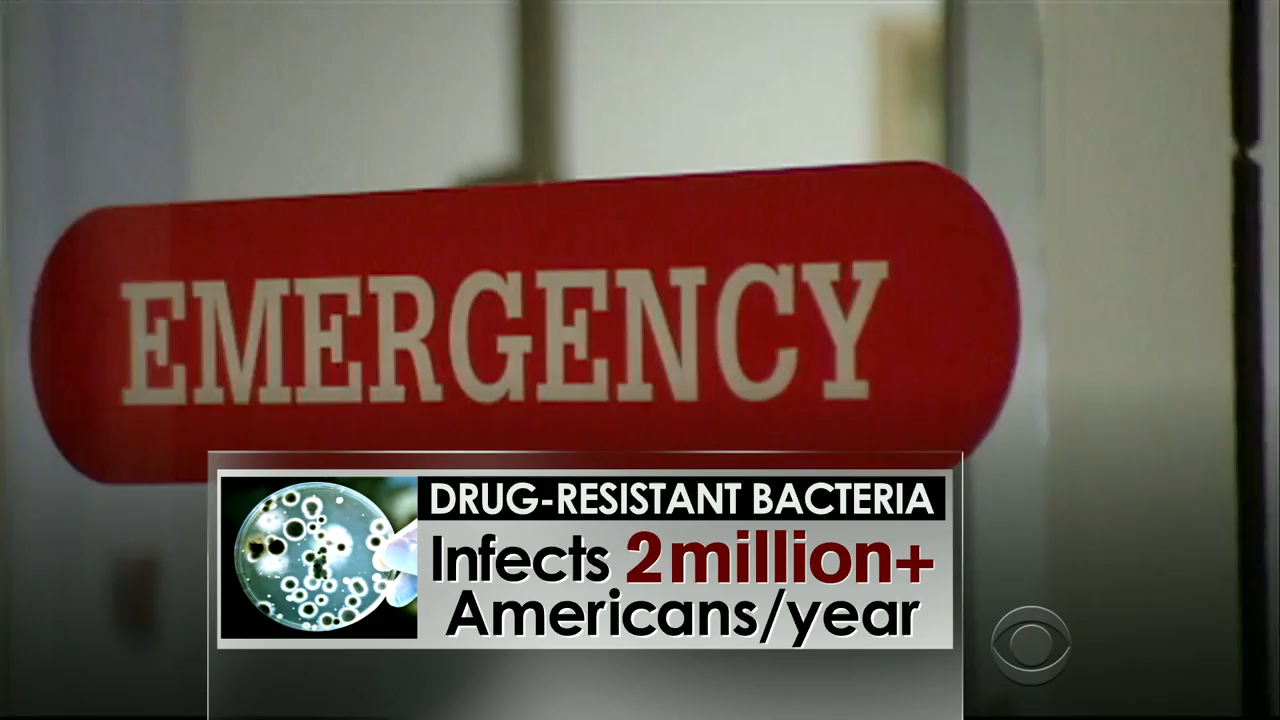 EMERGENCY
DRUG-RESISTANT BACTERIA
Infects 2million+
Americans/year